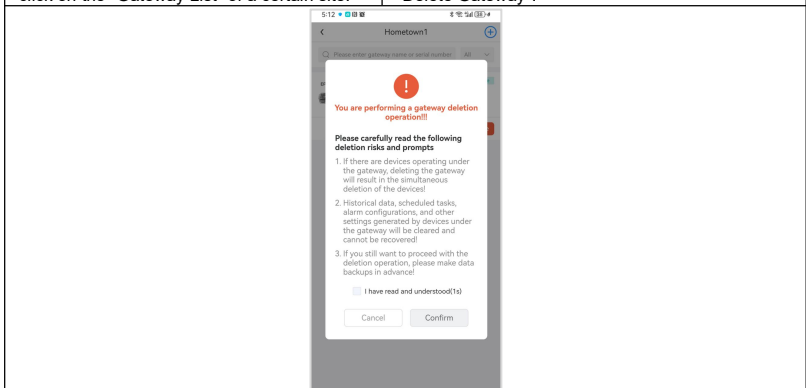 click on the "Gateway List" of a certain site.
"Delete Gateway".
5:12
Hometown1
Please enter gateway name or serial number
All
!
You are performing a gateway deletion
operation!!!
Please carefully read the following
deletion risks and prompts
1. If there are devices operating under
the gateway, deleting the gateway
will result in the simultaneous
deletion of the devices!
2. Historical data, scheduled tasks,
alarm configurations, and other
settings generated by devices under
the gateway will be cleared and
cannot be recovered!
3. If you still want to proceed with the
deletion operation, please make data
backups in advance!
I have read and understood(1s)
Cancel
Confirm